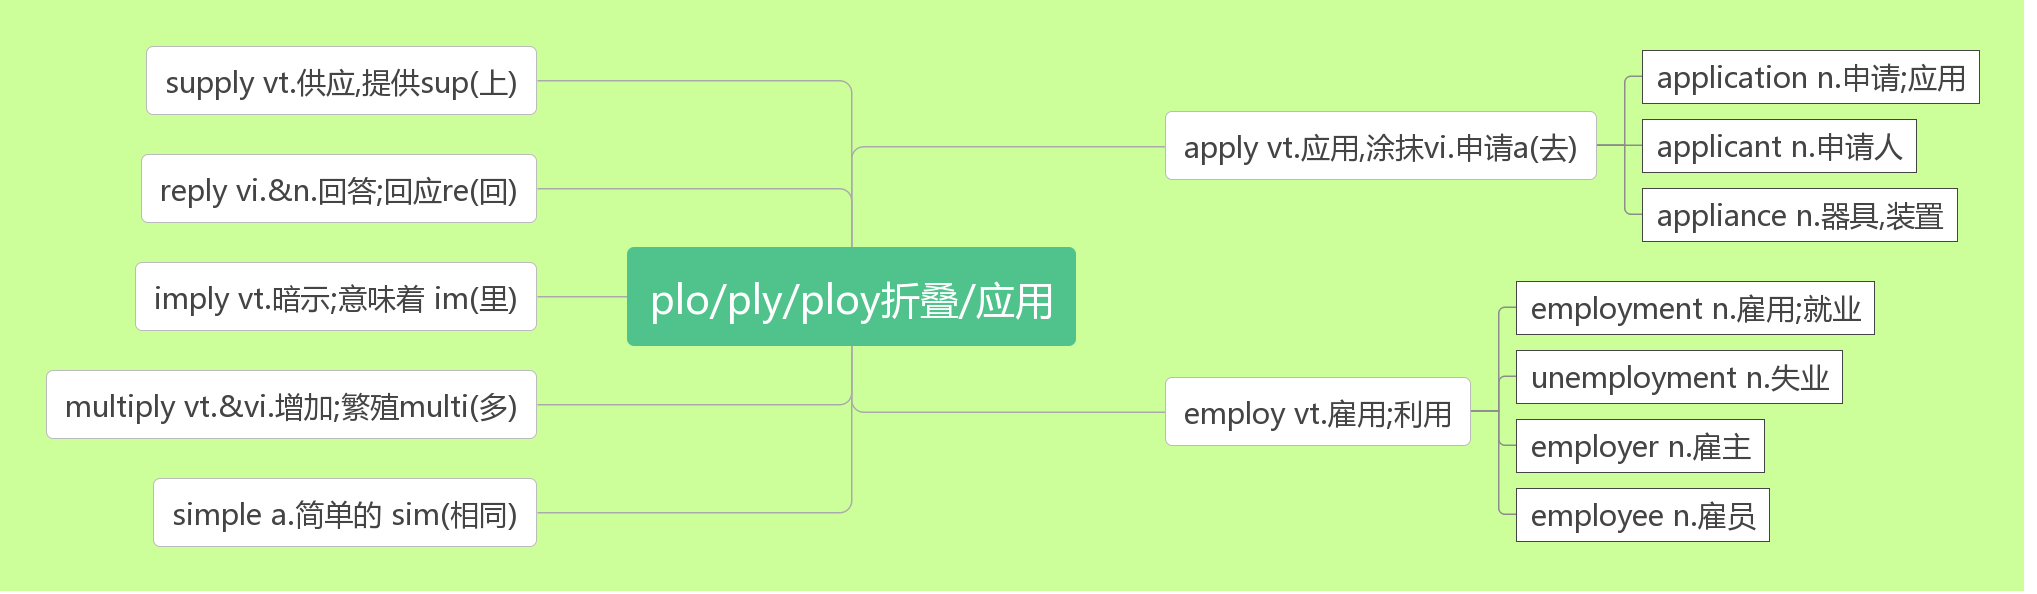 supply vt.供应,提供sup(上)
reply vi.&n.回答;回应re(回)
imply vt.暗示;意味着 im(里)
multiply vt.&vi.增加;繁殖multi(多)
simple a.简单的 sim(相同)
plo/ply/ploy折叠/应用
apply vt.应用,涂抹vi.申请a(去)
application n.申请;应用
applicant n.申请人
appliance n.器具,装置
employ vt.雇用;利用
employment n.雇用;就业
unemployment n.失业
employer n.雇主
employee n.雇员